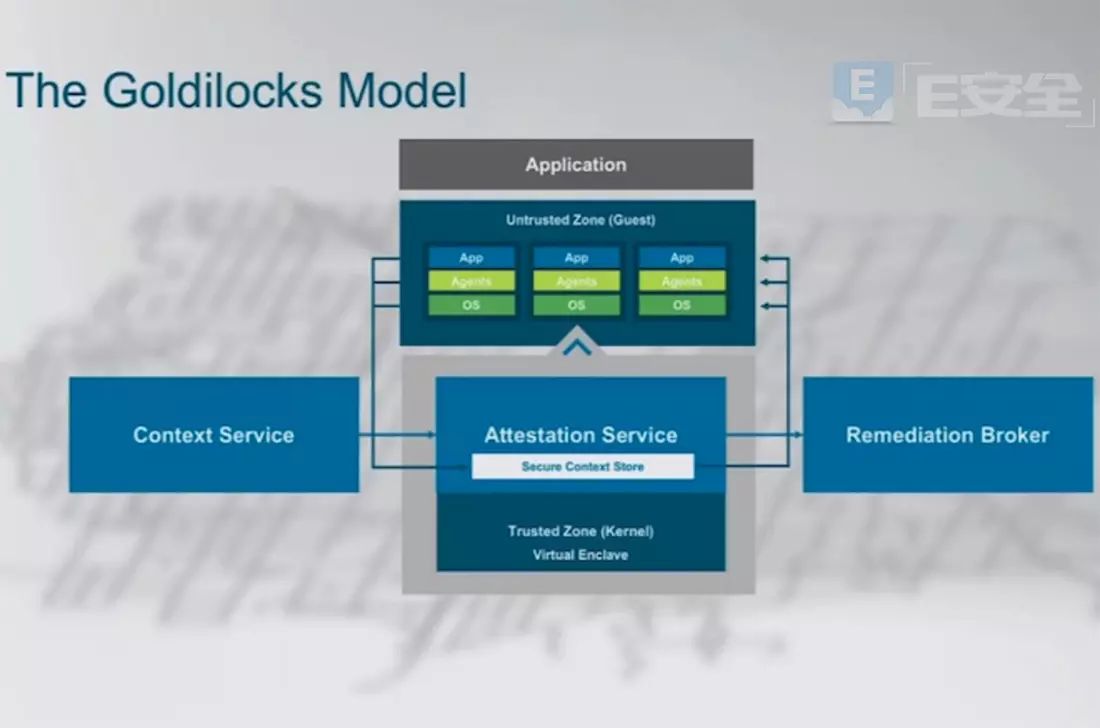 The Goldilocks Model
E
E安全
Application
Untrusted Zone (Guest)
App
App
App
Agents
Agents
Agents
OS
OS
OS
Context Service
Attestation Service
Secure Context Store
Remediation Broker
Trusted Zone (Kernel)
Virtual Enclave